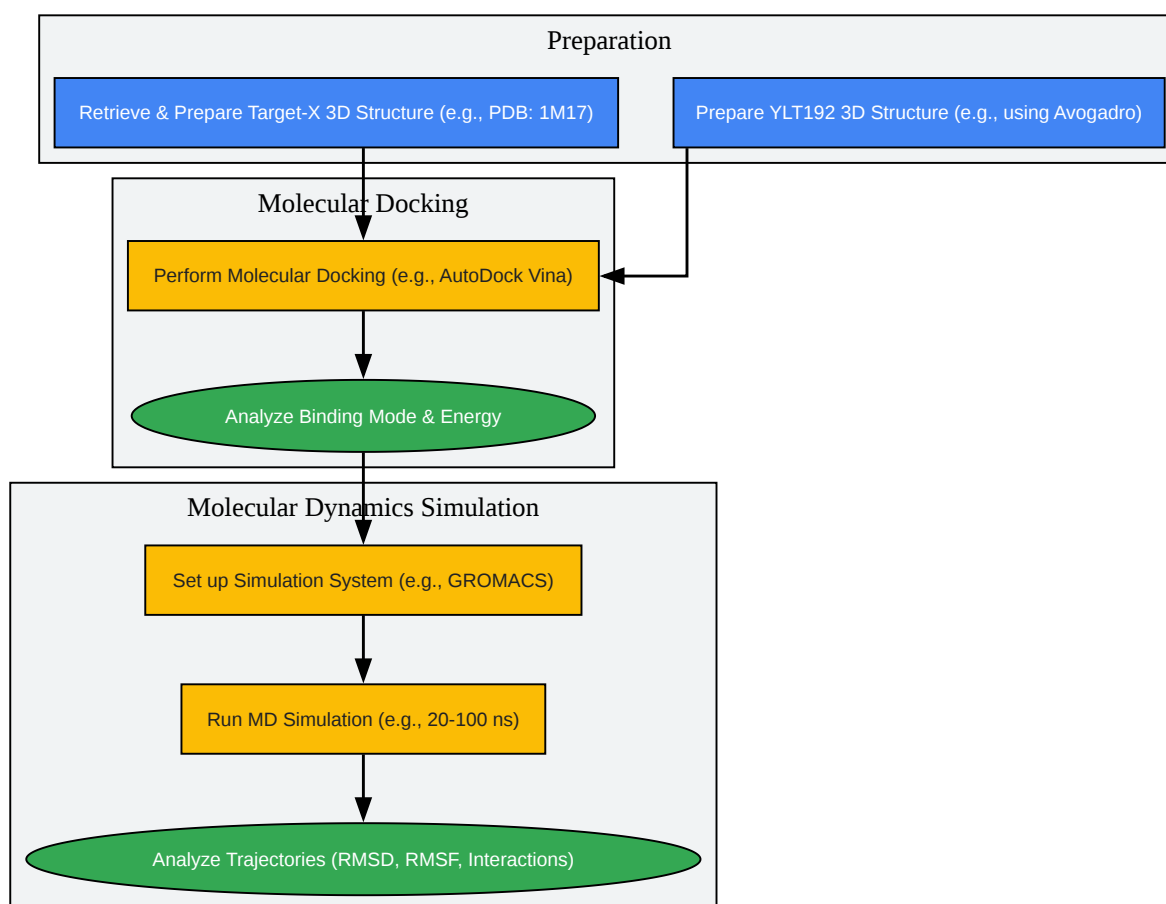 Preparation
Retrieve & Prepare Target-X 3D Structure (e.g., PDB: 1M17)
Prepare YLT192 3D Structure (e.g., using Avogadro)
Molecular Docking
Perform Molecular Docking (e.g., AutoDock Vina)
Analyze Binding Mode & Energy
Molecular Dynamics Simulation
Set up Simulation System (e.g., GROMACS)
Run MD Simulation (e.g., 20-100 ns)
Analyze Trajectories (RMSD, RMSF, Interactions)